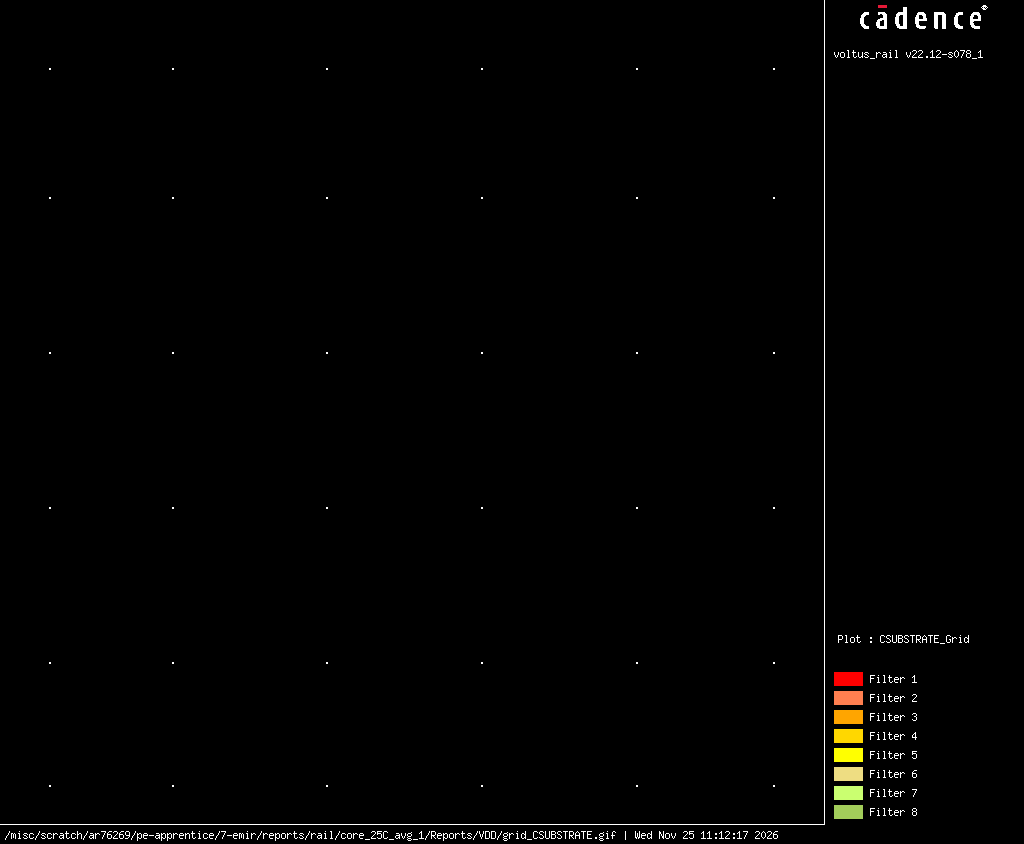 cādence®
voltus_rail v22.12-s078_1
Plot : CSUBSTRATE_Grid
Filter 1
Filter 2
Filter 3
Filter 4
Filter 5
Filter 6
Filter 7
Filter 8
/misc/scratch/ar76269/pe-apprentice/7-emir/reports/rail/core_25C_avg_1/Reports/VDD/grid_CSUBSTRATE.gif | Wed Nov 25 11:12:17 2026